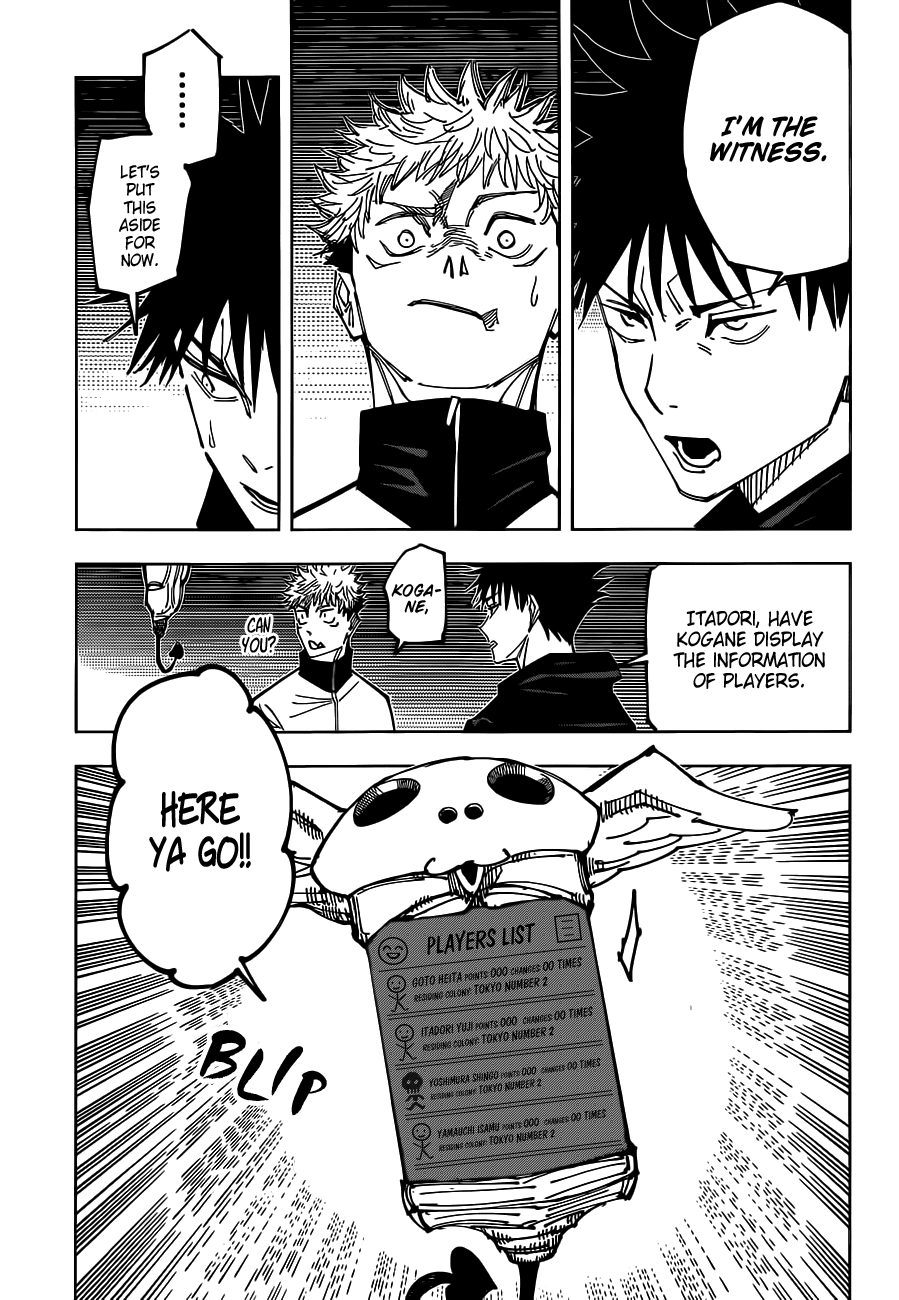 I'M THE
WITNESS.
......
LET'S
PUT
THIS
ASIDE
FOR
NOW.
ITADORI, HAVE
KOGANE DISPLAY
THE INFORMATION
OF PLAYERS.
KOGA-
NE,
CAN
YOU?
HERE
YA GO!!
PLAYERS LIST
GOTO HEITA POINTS 000 CHANGES 00 TIMES
RESIDING COLONY: TOKYO NUMBER 2
ITADORI YUJI POINTS 000 CHANGES 00 TIMES
RESIDING COLONY: TOKYO NUMBER 2
YOSHIMURA SHINGO POINTS 000 CHANGES 00 TIMES
RESIDING COLONY: TOKYO NUMBER 2
YAMAUCHI ISAMU POINTS 000 CHANGES 00 TIMES
RESIDING COLONY: TOKYO NUMBER 2
BLIP